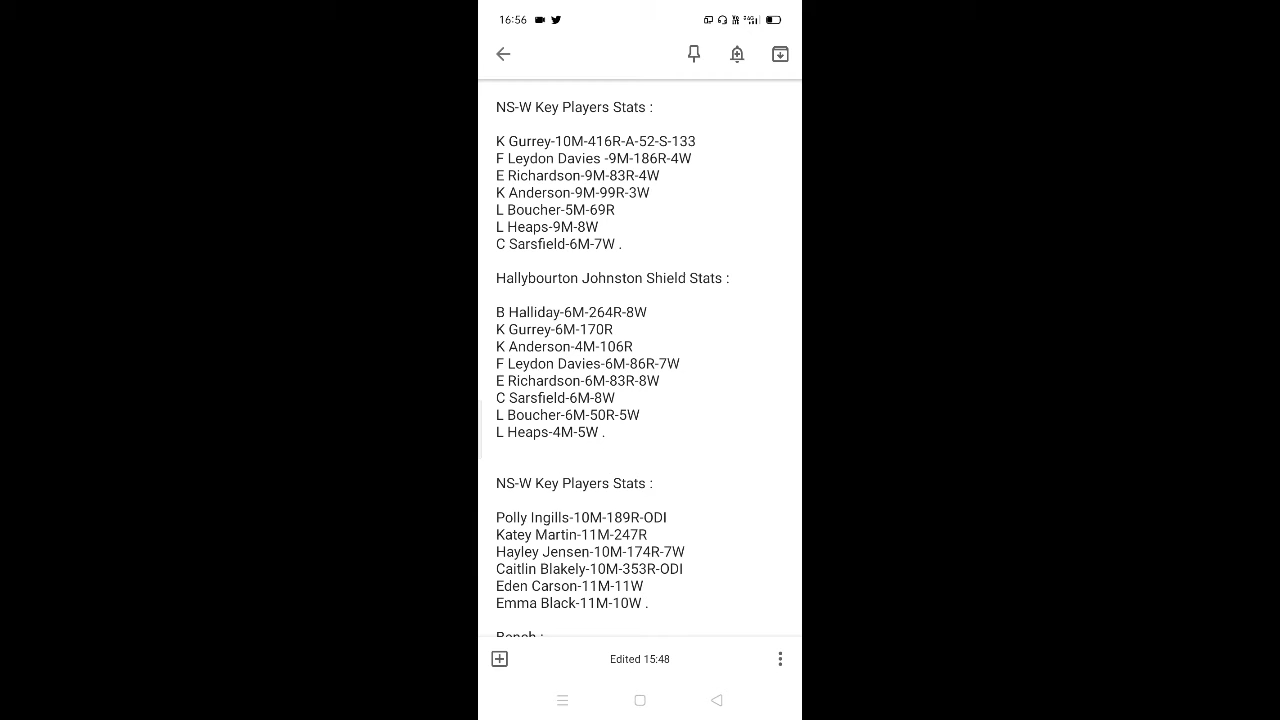 16:56
NS-W Key Players Stats :
K Gurrey-10M-416R-A-52-S-133
F Leydon Davies -9M-186R-4W
E Richardson-9M-83R-4W
K Anderson-9M-99R-3W
L Boucher-5M-69R
L Heaps-9M-8W
C Sarsfield-6M-7W .
Hallybourton Johnston Shield Stats :
B Halliday-6M-264R-8W
K Gurrey-6M-170R
K Anderson-4M-106R
F Leydon Davies-6M-86R-7W
E Richardson-6M-83R-8W
C Sarsfield-6M-8W
L Boucher-6M-50R-5W
L Heaps-4M-5W .
NS-W Key Players Stats :
Polly Ingills-10M-189R-ODI
Katey Martin-11M-247R
Hayley Jensen-10M-174R-7W
Caitlin Blakely-10M-353R-ODI
Eden Carson-11M-11W
Emma Black-11M-10W .
Bench :
Edited 15:48